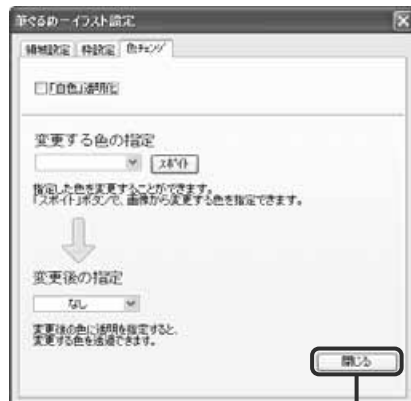 筆ぐるめ－イラスト設定
領域設定 枠設定 色チェンジ
「白色」透明化
変更する色の指定
スポイト
指定した色を変更することができます。
「スポイト」ボタンで、画像から変更する色を指定できます。
変更後の指定
なし
変更後の色に透明を指定すると、
変更する色を透過できます。
閉じる